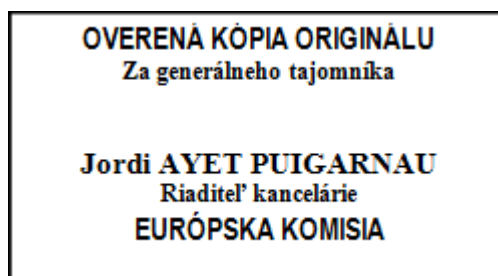 OVERENÁ KÓPIA ORIGINÁLU
Za generálneho tajomníka
Jordi AYET PUIGARNAU
Riaditeľ kancelárie
EURÓPSKA KOMISIA